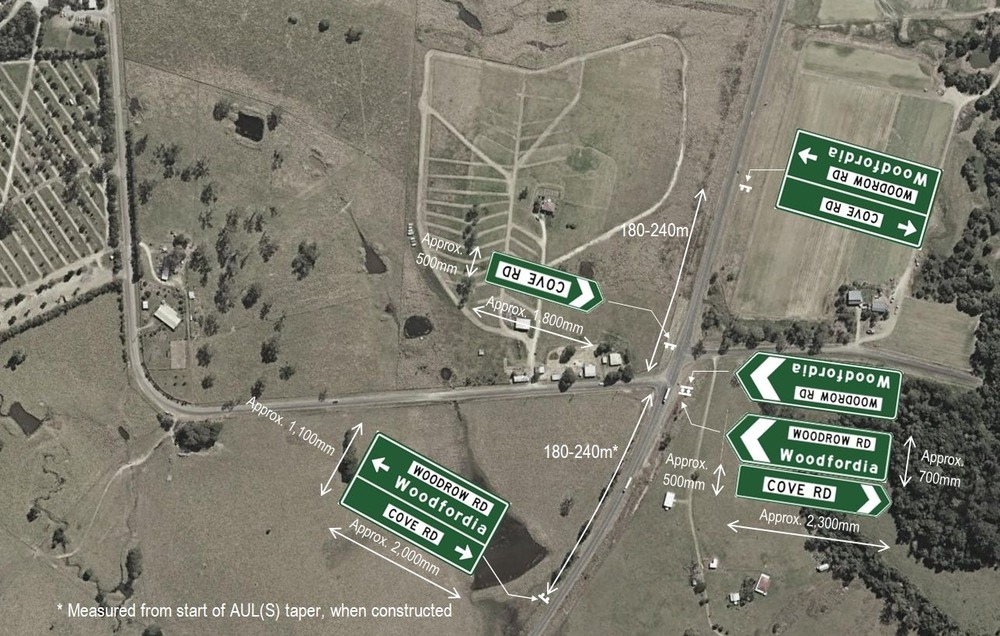 Woodfordia
WOODROW RD
COVE RD
180-240m
Approx.
500mm
COVE RD
Approx. 1,800mm
Woodfordia
WOODROW RD
Approx. 1,100mm
WOODROW RD
Woodfordia
COVE RD
Approx. 2,000mm
180-240m*
Approx.
500mm
WOODROW RD
Woodfordia
COVE RD
Approx.
700mm
Approx. 2,300mm
* Measured from start of AUL(S) taper, when constructed